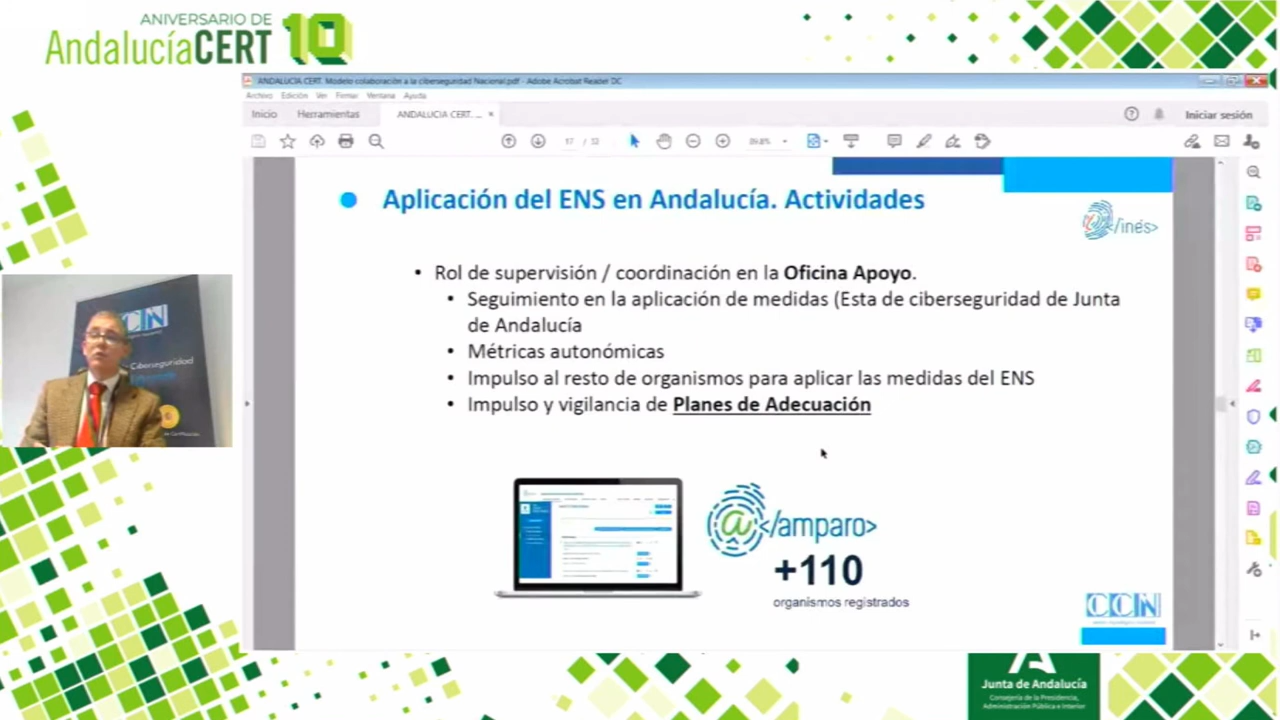 ANIVERSARIO DE
AndalucíaCERT 10
ANDALUCIA CERT. Modelo colaboración a la ciberseguridad Nacional.pdf - Adobe Acrobat Reader DC
Archivo Edición Ver Firmar Ventana Ayuda
Inicio Herramientas ANDALUCIA CERT. ... × Iniciar sesión
Aplicación del ENS en Andalucía. Actividades
</inés>
• Rol de supervisión / coordinación en la Oficina Apoyo.
• Seguimiento en la aplicación de medidas (Esta de ciberseguridad de Junta
de Andalucía
• Métricas autonómicas
• Impulso al resto de organismos para aplicar las medidas del ENS
• Impulso y vigilancia de Planes de Adecuación
</amparo>
+110
organismos registrados
CCN
CCN
Ciberseguridad
Junta de Andalucía
Consejería de la Presidencia,
Administración Pública e Interior